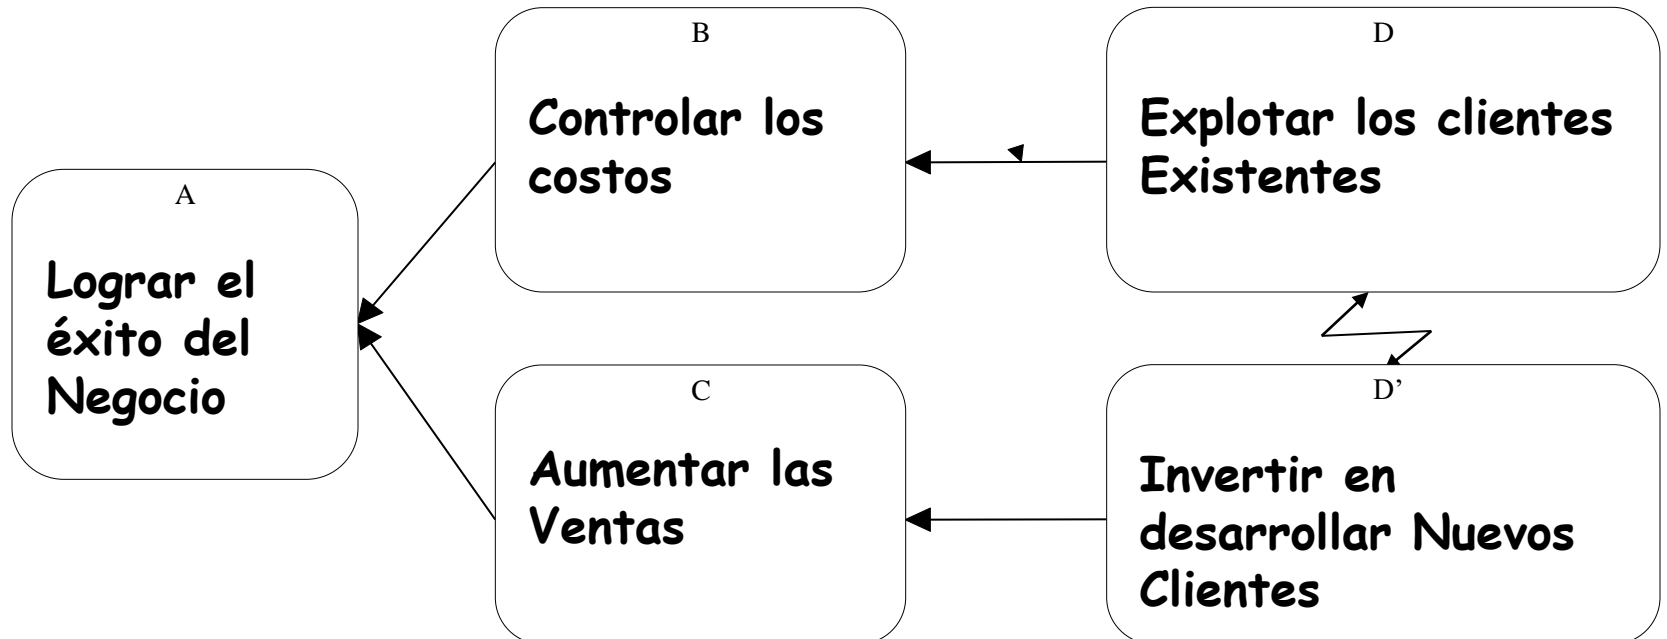 A
Lograr el
éxito del
Negocio
B
Controlar los
costos
C
Aumentar las
Ventas
D
Explotar los clientes
Existentes
D’
Invertir en
desarrollar Nuevos
Clientes